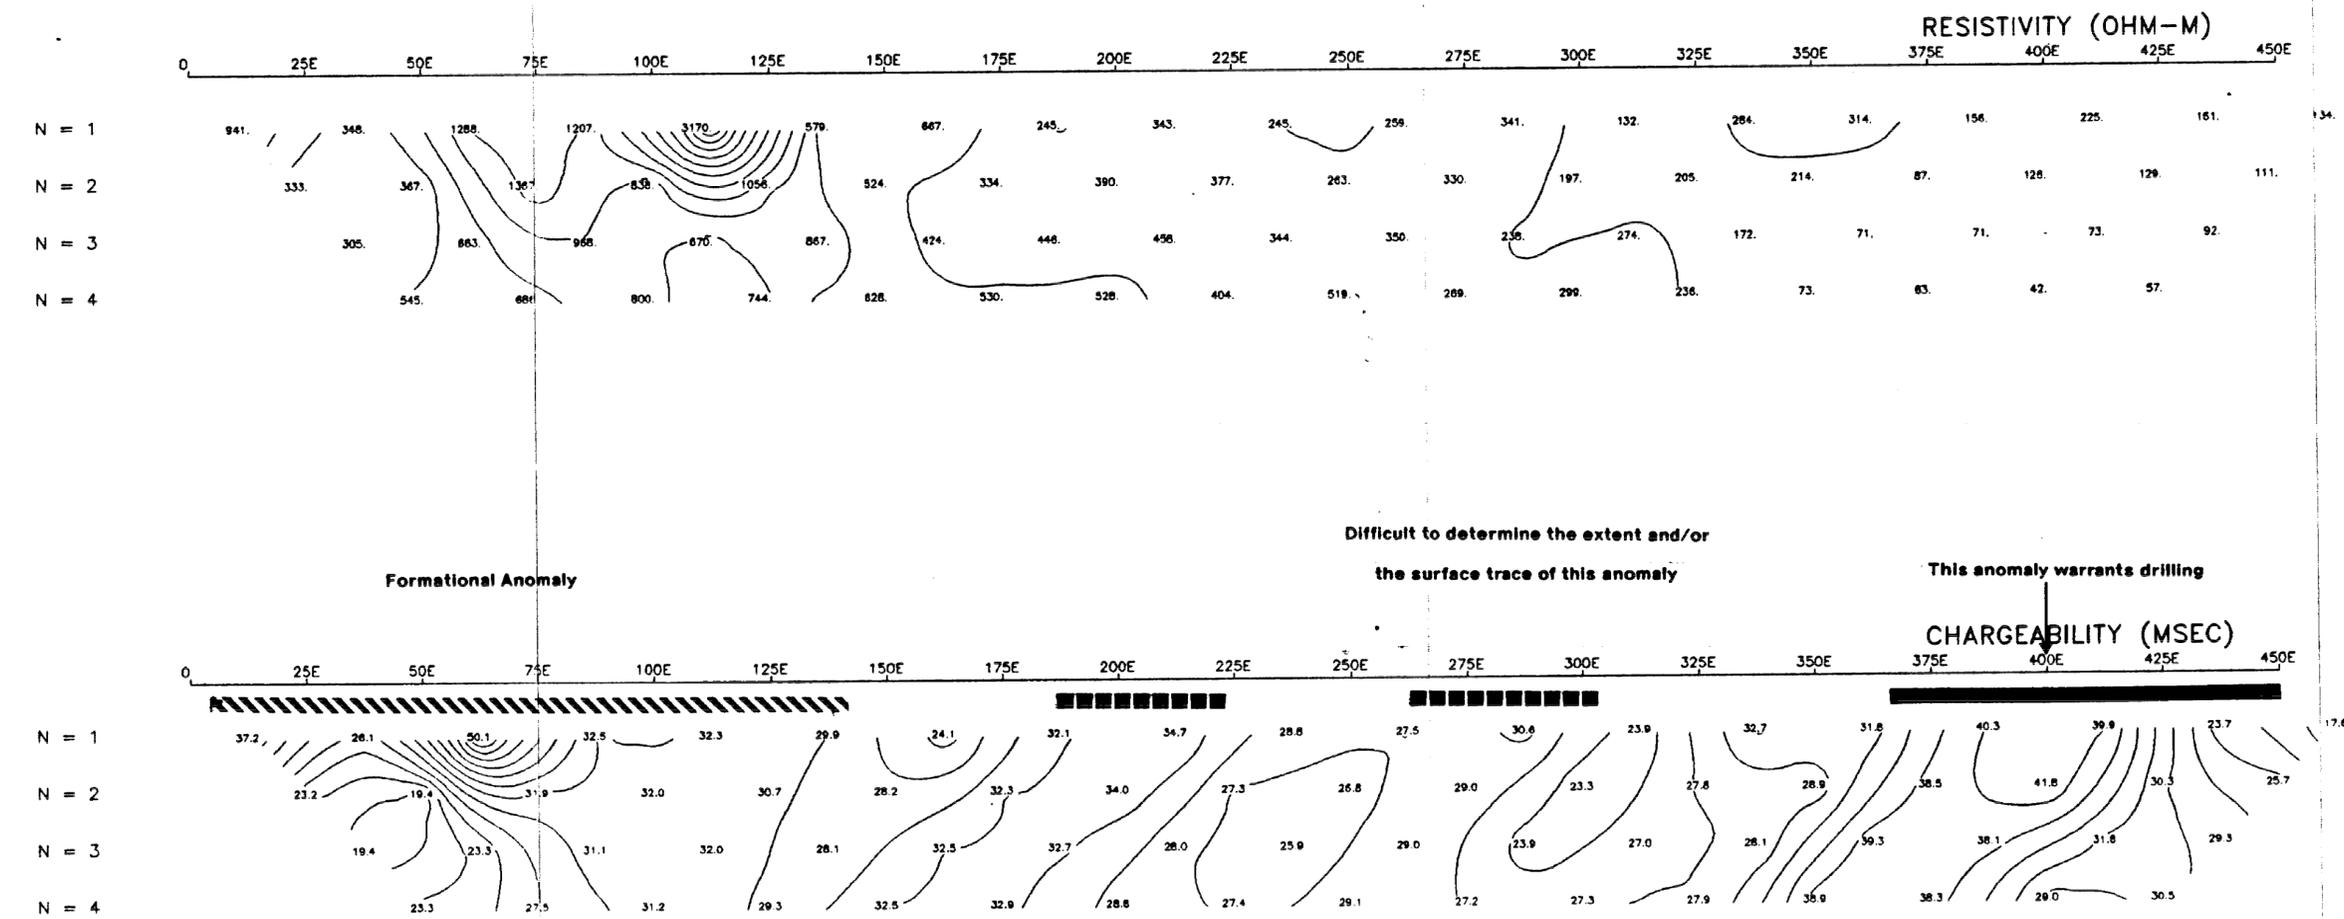 RESISTIVITY (OHM-M)
0 25E 50E 75E 100E 125E 150E 175E 200E 225E 250E 275E 300E 325E 350E 375E 400E 425E 450E
N = 1 941. 348. 1288. 1207. 3170. 579. 667. 245. 343. 245. 259. 341. 132. 284. 314. 156. 225. 161. 34.
N = 2 333. 367. 1367 838. 1056. 524. 334. 390. 377. 263. 330. 197. 205. 214. 87. 126. 129. 111.
N = 3 305. 663. 968. 670. 867. 424. 446. 456. 344. 350. 238. 274. 172. 71. 71. 73. 92.
N = 4 545. 686 800. 744. 828. 530. 528. 404. 519. 269. 299. 236. 73. 63. 42. 57.
Difficult to determine the extent and/or
the surface trace of this anomaly
Formational Anomaly
This anomaly warrants drilling
CHARGEABILITY (MSEC)
0 25E 50E 75E 100E 125E 150E 175E 200E 225E 250E 275E 300E 325E 350E 375E 400E 425E 450E
N = 1 37.2 26.1 50.1 32.5 32.3 29.9 24.1 32.1 34.7 28.8 27.5 30.6 23.9 32.7 31.8 40.3 39.9 23.7 17.6
N = 2 23.2 19.4 31.9 32.0 30.7 28.2 32.3 34.0 27.3 26.8 29.0 23.3 27.8 28.9 38.5 41.8 30.3 25.7
N = 3 19.4 23.3 31.1 32.0 28.1 32.5 32.7 28.0 25.9 29.0 23.9 27.0 28.1 39.3 38.1 31.8 29.3
N = 4 23.3 27.5 31.2 29.3 32.5 32.9 28.8 27.4 29.1 27.2 27.3 27.9 38.9 38.3 29.0 30.5